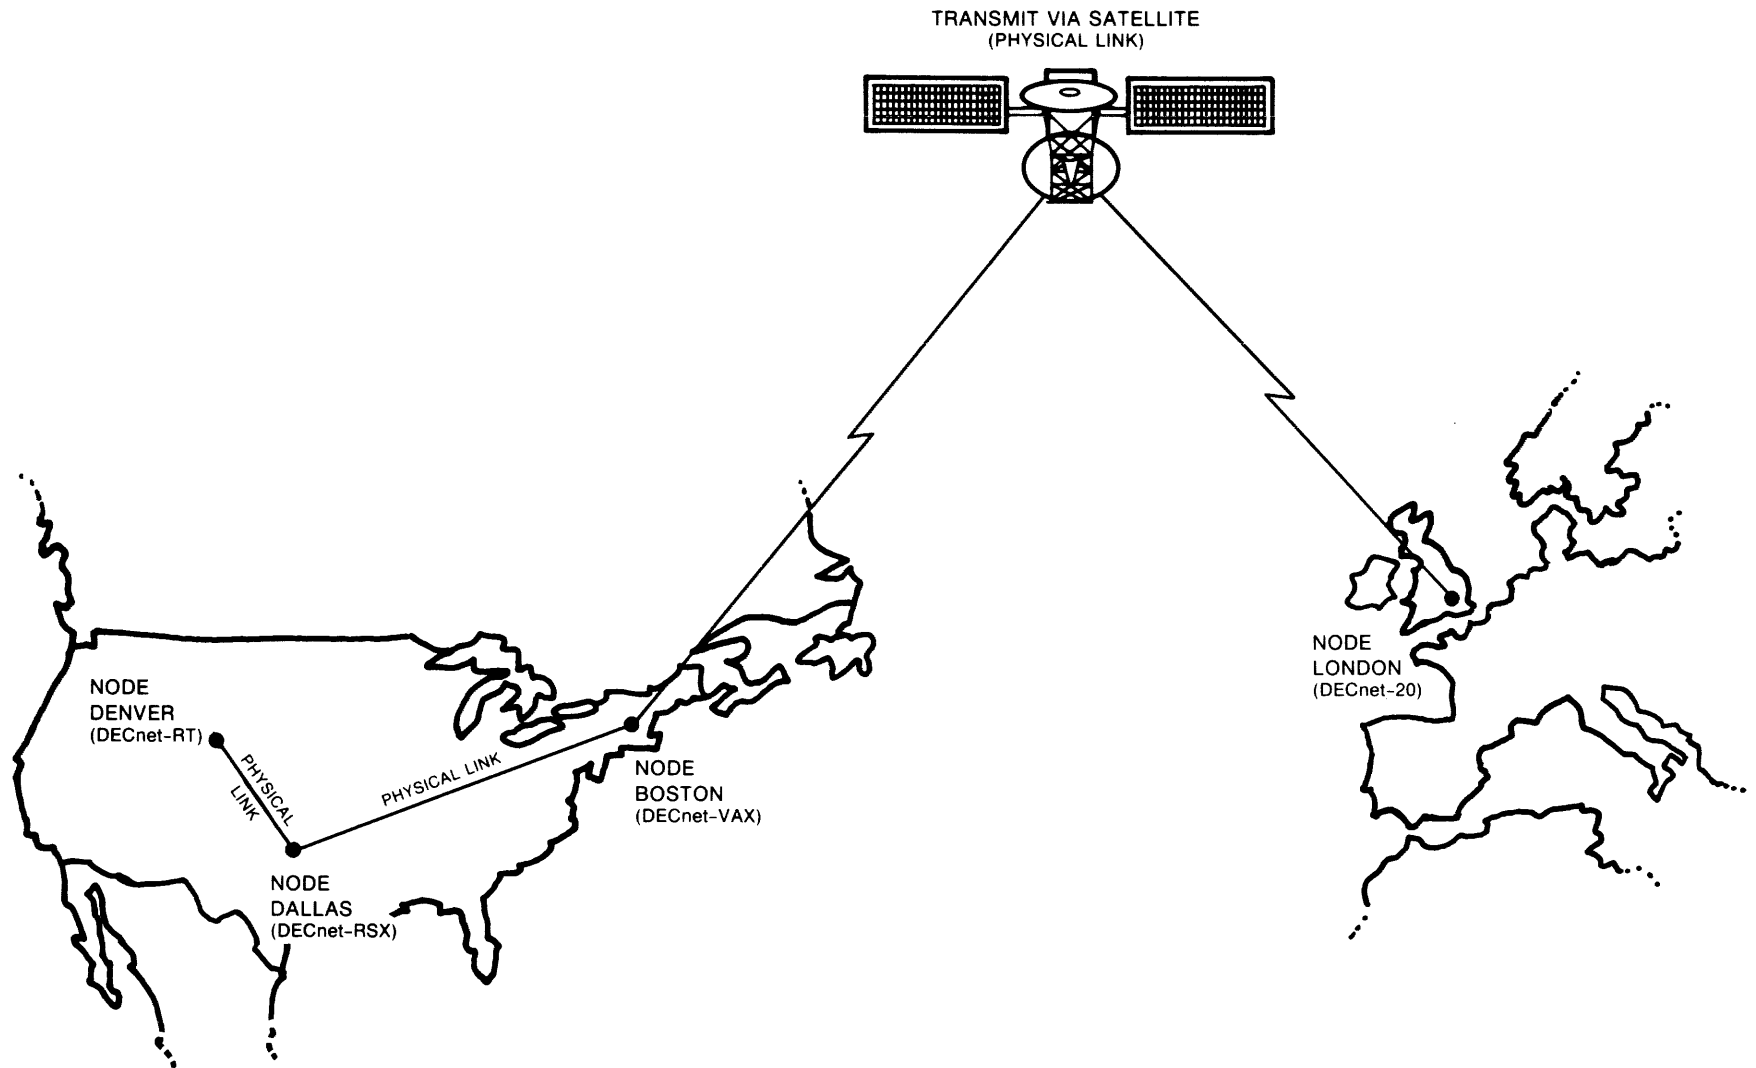 TRANSMIT VIA SATELLITE
(PHYSICAL LINK)
NODE
LONDON
(DECnet-20)
NODE
DENVER
(DECnet-RT)
PHYSICAL
LINK
PHYSICAL LINK
NODE
BOSTON
(DECnet-VAX)
NODE
DALLAS
(DECnet-RSX)